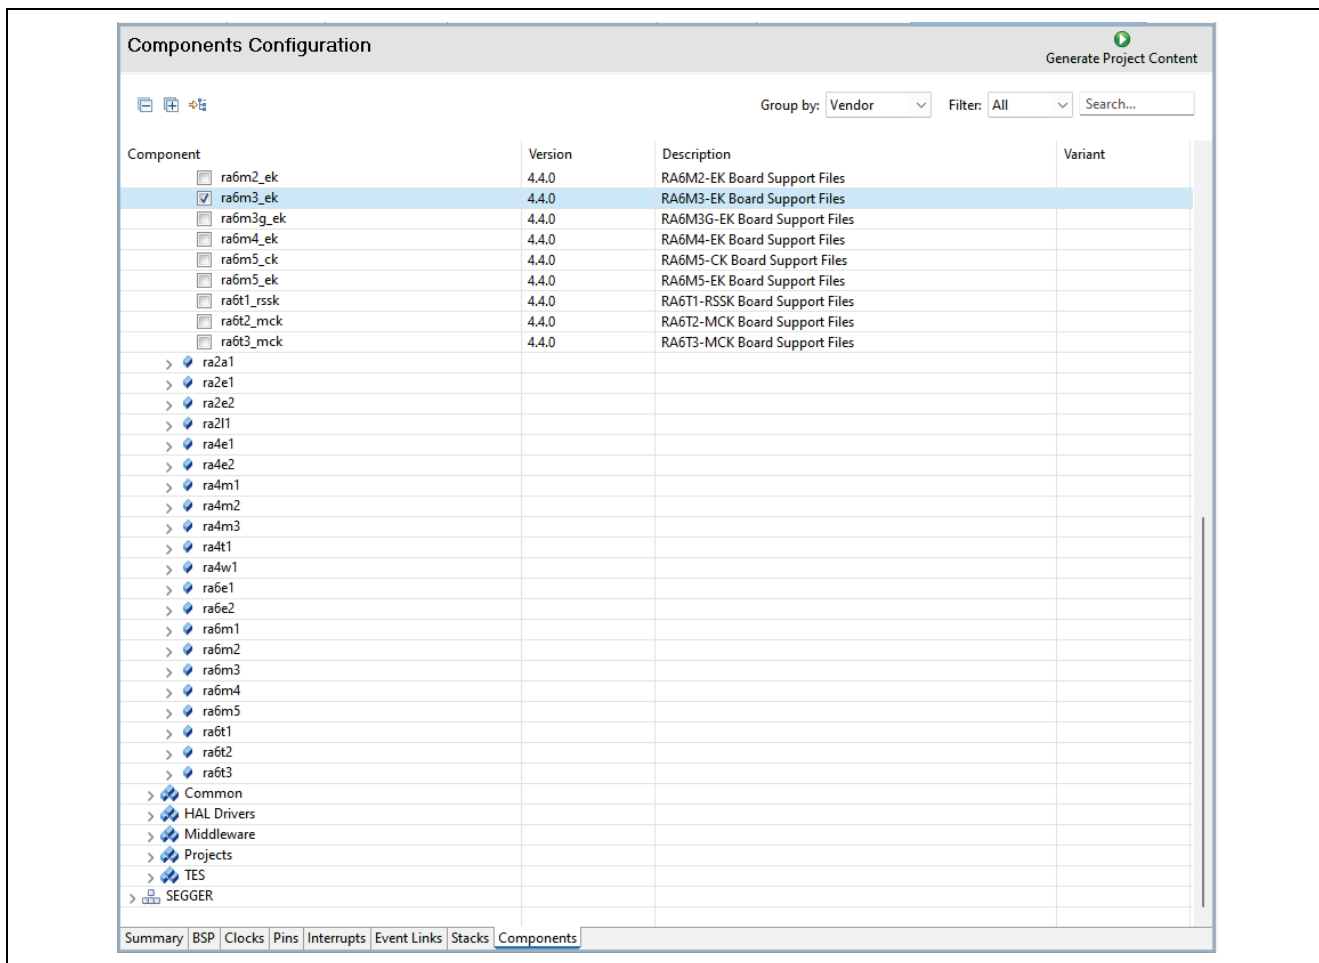 Components Configuration
Generate Project Content
Group by: Vendor Filter: All Search...
Component Version Description Variant
ra6m2_ek 4.4.0 RA6M2-EK Board Support Files
ra6m3_ek 4.4.0 RA6M3-EK Board Support Files
ra6m3g_ek 4.4.0 RA6M3G-EK Board Support Files
ra6m4_ek 4.4.0 RA6M4-EK Board Support Files
ra6m5_ck 4.4.0 RA6M5-CK Board Support Files
ra6m5_ek 4.4.0 RA6M5-EK Board Support Files
ra6t1_rssk 4.4.0 RA6T1-RSSK Board Support Files
ra6t2_mck 4.4.0 RA6T2-MCK Board Support Files
ra6t3_mck 4.4.0 RA6T3-MCK Board Support Files
ra2a1
ra2e1
ra2e2
ra2l1
ra4e1
ra4e2
ra4m1
ra4m2
ra4m3
ra4t1
ra4w1
ra6e1
ra6e2
ra6m1
ra6m2
ra6m3
ra6m4
ra6m5
ra6t1
ra6t2
ra6t3
Common
HAL Drivers
Middleware
Projects
TES
SEGGER
Summary BSP Clocks Pins Interrupts Event Links Stacks Components